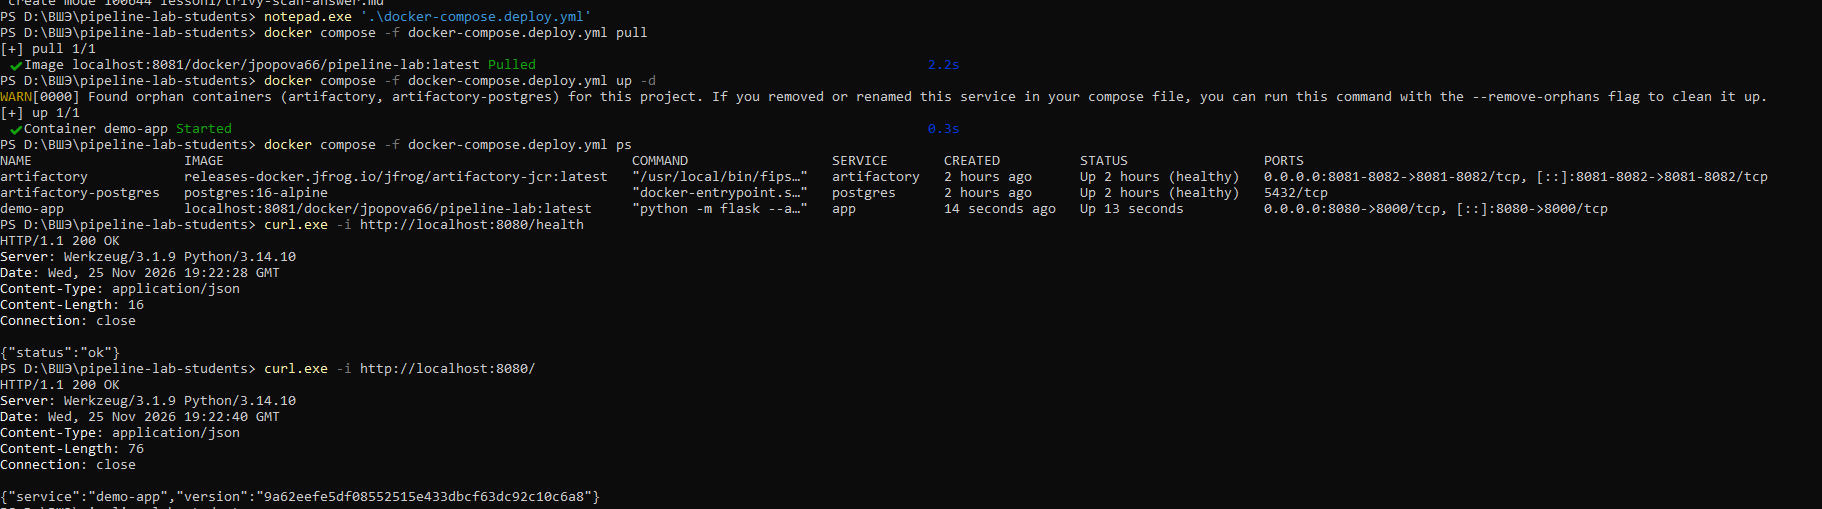 create mode 100644 lesson1/trivy-scan-answer.md
PS D:\ВШЭ\pipeline-lab-students> notepad.exe '.\docker-compose.deploy.yml'
PS D:\ВШЭ\pipeline-lab-students> docker compose -f docker-compose.deploy.yml pull
[+] pull 1/1
✔Image localhost:8081/docker/jpopova66/pipeline-lab:latest Pulled 2.2s
PS D:\ВШЭ\pipeline-lab-students> docker compose -f docker-compose.deploy.yml up -d
WARN[0000] Found orphan containers (artifactory, artifactory-postgres) for this project. If you removed or renamed this service in your compose file, you can run this command with the --remove-orphans flag to clean it up.
[+] up 1/1
✔Container demo-app Started 0.3s
PS D:\ВШЭ\pipeline-lab-students> docker compose -f docker-compose.deploy.yml ps
NAME IMAGE COMMAND SERVICE CREATED STATUS PORTS
artifactory releases-docker.jfrog.io/jfrog/artifactory-jcr:latest "/usr/local/bin/fips…" artifactory 2 hours ago Up 2 hours (healthy) 0.0.0.0:8081-8082->8081-8082/tcp, [::]:8081-8082->8081-8082/tcp
artifactory-postgres postgres:16-alpine "docker-entrypoint.s…" postgres 2 hours ago Up 2 hours (healthy) 5432/tcp
demo-app localhost:8081/docker/jpopova66/pipeline-lab:latest "python -m flask --a…" app 14 seconds ago Up 13 seconds 0.0.0.0:8080->8000/tcp, [::]:8080->8000/tcp
PS D:\ВШЭ\pipeline-lab-students> curl.exe -i http://localhost:8080/health
HTTP/1.1 200 OK
Server: Werkzeug/3.1.9 Python/3.14.10
Date: Wed, 25 Nov 2026 19:22:28 GMT
Content-Type: application/json
Content-Length: 16
Connection: close

{"status":"ok"}
PS D:\ВШЭ\pipeline-lab-students> curl.exe -i http://localhost:8080/
HTTP/1.1 200 OK
Server: Werkzeug/3.1.9 Python/3.14.10
Date: Wed, 25 Nov 2026 19:22:40 GMT
Content-Type: application/json
Content-Length: 76
Connection: close

{"service":"demo-app","version":"9a62eefe5df08552515e433dbcf63dc92c10c6a8"}